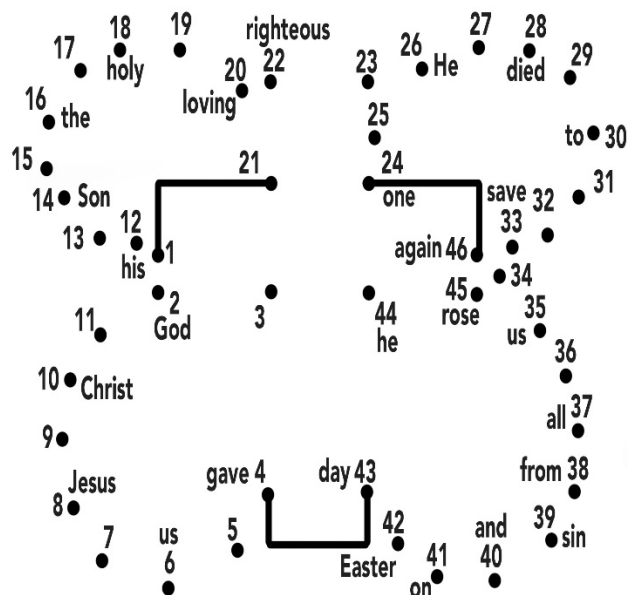 19 27 28
18 righteous 26 He died
17 holy 20 22 23 29
16 the loving 25
to 30
15 21 24 31
14 Son one save 32
13 12 33
his 1 again 46 34
2 3 44 45 35
11 God he rose us
36
10 Christ all 37
9
gave 4 day 43 from 38
8 Jesus 39 sin
7 us 5 42 and
6 Easter 41 40
on